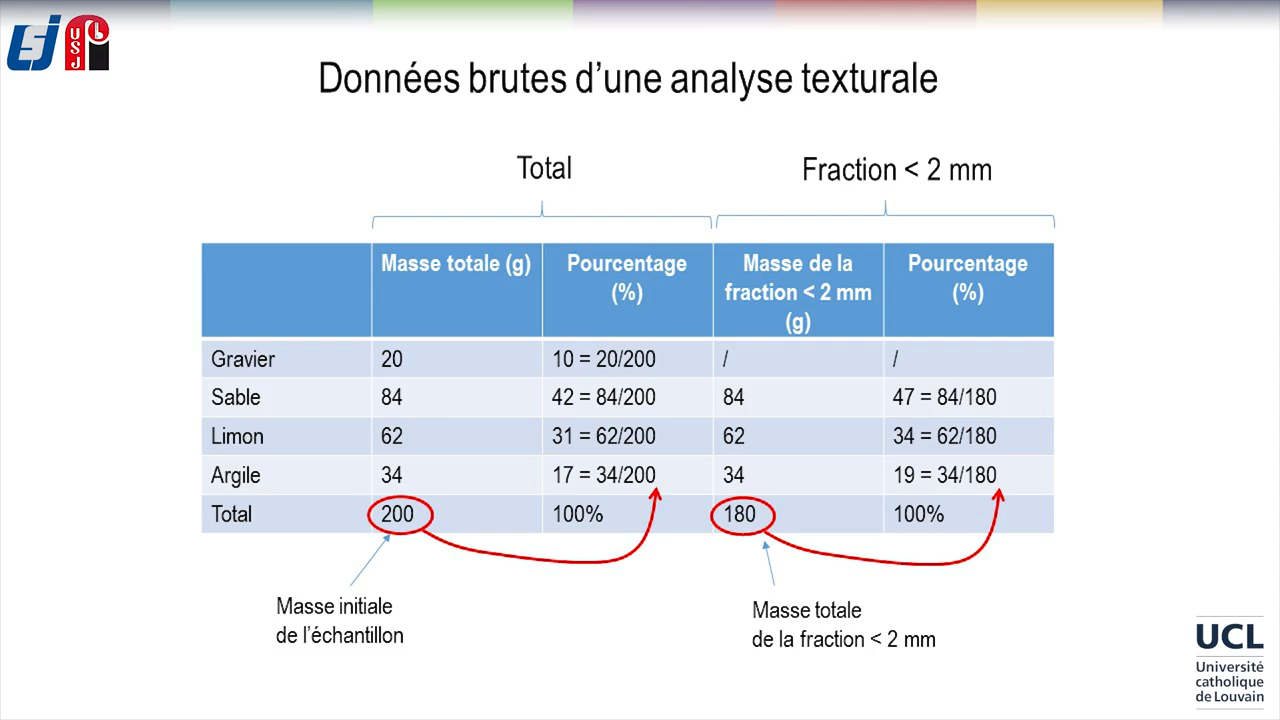 USJ
Données brutes d'une analyse texturale
Total
Fraction < 2 mm
Masse totale (g)
Pourcentage
(%)
Masse de la
fraction < 2 mm
(g)
Pourcentage
(%)
Gravier 20 10 = 20/200 / /
Sable 84 42 = 84/200 84 47 = 84/180
Limon 62 31 = 62/200 62 34 = 62/180
Argile 34 17 = 34/200 34 19 = 34/180
Total 200 100% 180 100%
Masse initiale
de l'échantillon
Masse totale
de la fraction < 2 mm
UCL
Université
catholique
de Louvain